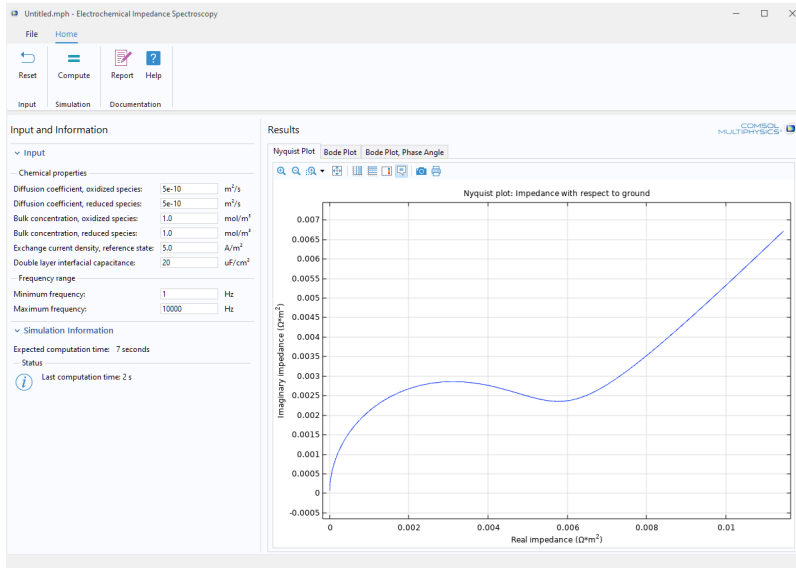 Untitled.mph - Electrochemical Impedance Spectroscopy
File Home
Reset Compute Report Help
Input Simulation Documentation
Input and Information
Input
Chemical properties
Diffusion coefficient, oxidized species: 5e-10 m²/s
Diffusion coefficient, reduced species: 5e-10 m²/s
Bulk concentration, oxidized species: 1.0 mol/m³
Bulk concentration, reduced species: 1.0 mol/m³
Exchange current density, reference state: 5.0 A/m²
Double layer interfacial capacitance: 20 uF/cm²
Frequency range
Minimum frequency: 1 Hz
Maximum frequency: 10000 Hz
Simulation Information
Expected computation time: 7 seconds
Status
Last computation time: 2 s
Results
COMSOL
MULTIPHYSICS®
Nyquist Plot Bode Plot Bode Plot, Phase Angle
Nyquist plot: Impedance with respect to ground
0.007
0.0065
0.006
0.0055
0.005
0.0045
0.004
0.0035
0.003
0.0025
0.002
0.0015
0.001
0.0005
0
-0.0005
Imaginary impedance (Ω*m²)
0 0.002 0.004 0.006 0.008 0.01
Real impedance (Ω*m²)